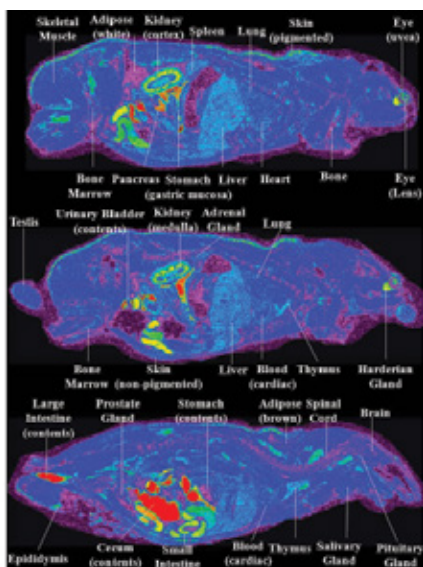 Skeletal Muscle
Adipose (white)
Kidney (cortex)
Spleen
Lung
Skin (pigmented)
Eye (uvea)
Bone Marrow
Pancreas
Stomach (gastric mucosa)
Liver
Heart
Bone
Eye (Lens)
Testis
Urinary Bladder (contents)
Kidney (medulla)
Adrenal Gland
Lung
Bone Marrow
Skin (non-pigmented)
Liver
Blood (cardiac)
Thymus
Harderian Gland
Large Intestine (contents)
Prostate Gland
Stomach (contents)
Adipose (brown)
Spinal Cord
Brain
Epididymis
Cecum (contents)
Small Intestine
Blood (cardiac)
Thymus
Salivary Gland
Pituitary Gland